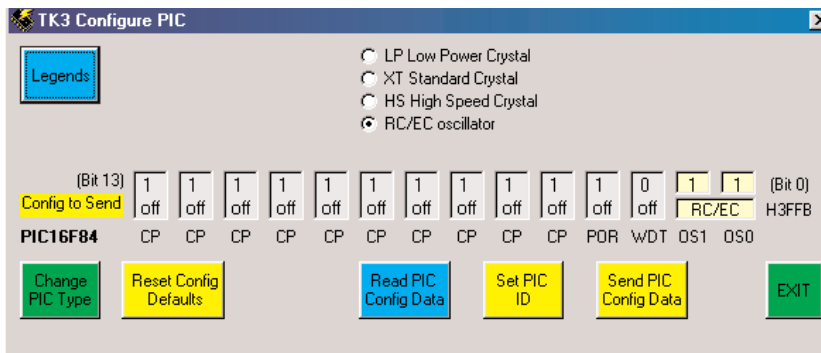 TK3 Configure PIC
Legends
LP Low Power Crystal
XT Standard Crystal
HS High Speed Crystal
RC/EC oscillator
(Bit 13) 1 1 1 1 1 1 1 1 1 1 1 0 1 1 (Bit 0)
Config to Send off off off off off off off off off off off off RC/EC H3FFB
PIC16F84 CP CP CP CP CP CP CP CP CP CP POR WDT OS1 OS0
Change PIC Type
Reset Config Defaults
Read PIC Config Data
Set PIC ID
Send PIC Config Data
EXIT